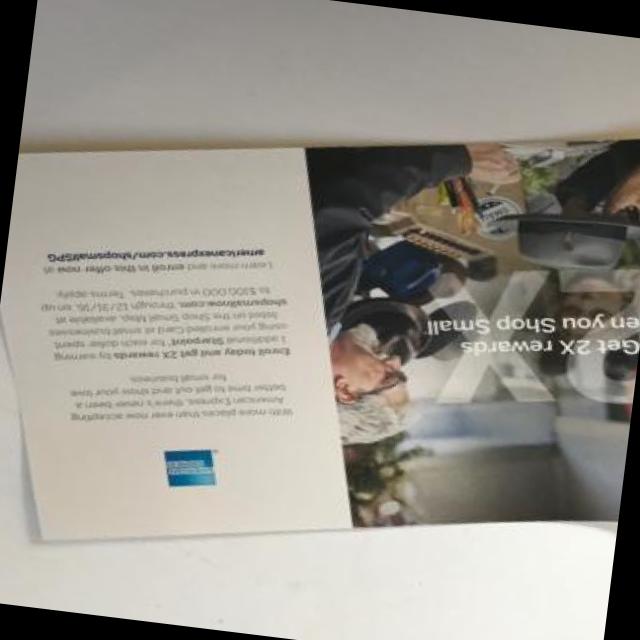 Get 2X rewards
en you Shop Small
AMERICAN EXPRESS
With more places than ever now accepting
American Express, there's never been a
better time to get out and shop your love
for small business.
Enroll today and get 2X rewards by earning
1 additional Starpoint® for each dollar spent
using your enrolled Card at small businesses
listed on the Shop Small Map, available at
shopsmallnow.com, through 12/31/16, on up
to $100,000 in purchases. Terms apply.
Learn more and enroll in this offer now at
americanexpress.com/shopsmallSPG